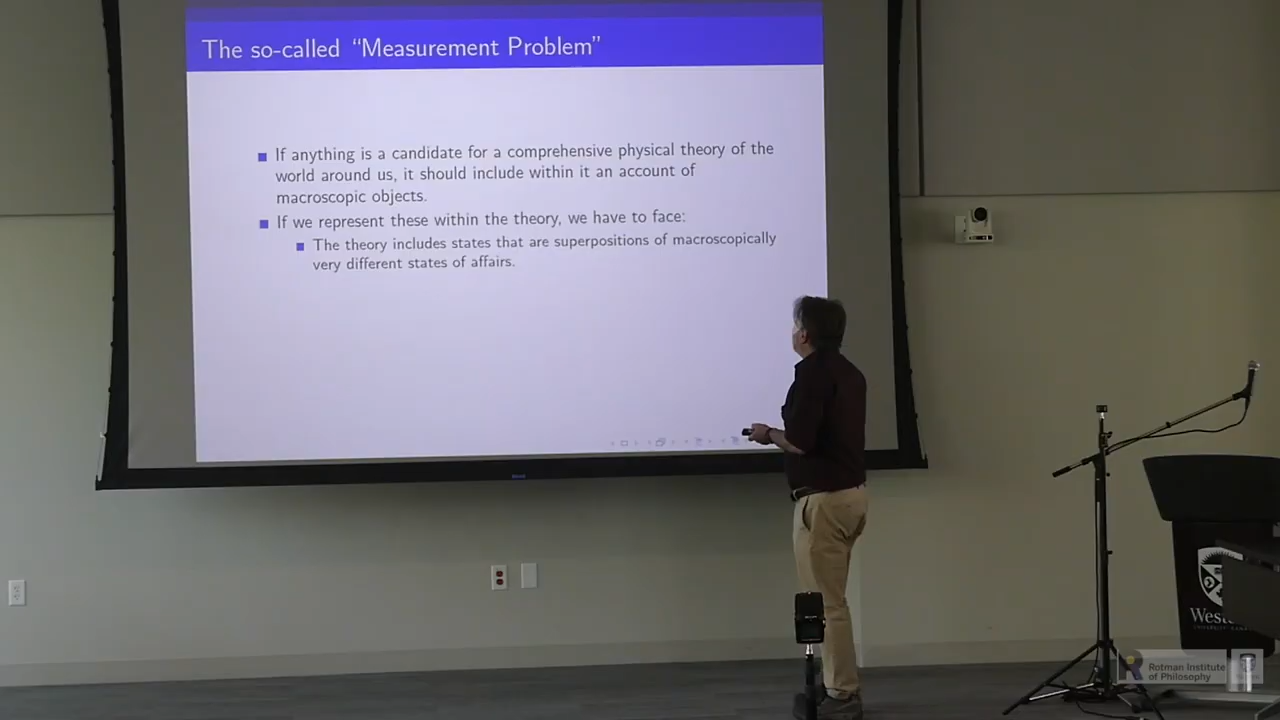 The so-called “Measurement Problem”
If anything is a candidate for a comprehensive physical theory of the
world around us, it should include within it an account of
macroscopic objects.
If we represent these within the theory, we have to face:
The theory includes states that are superpositions of macroscopically
very different states of affairs.
Rotman Institute
of Philosophy